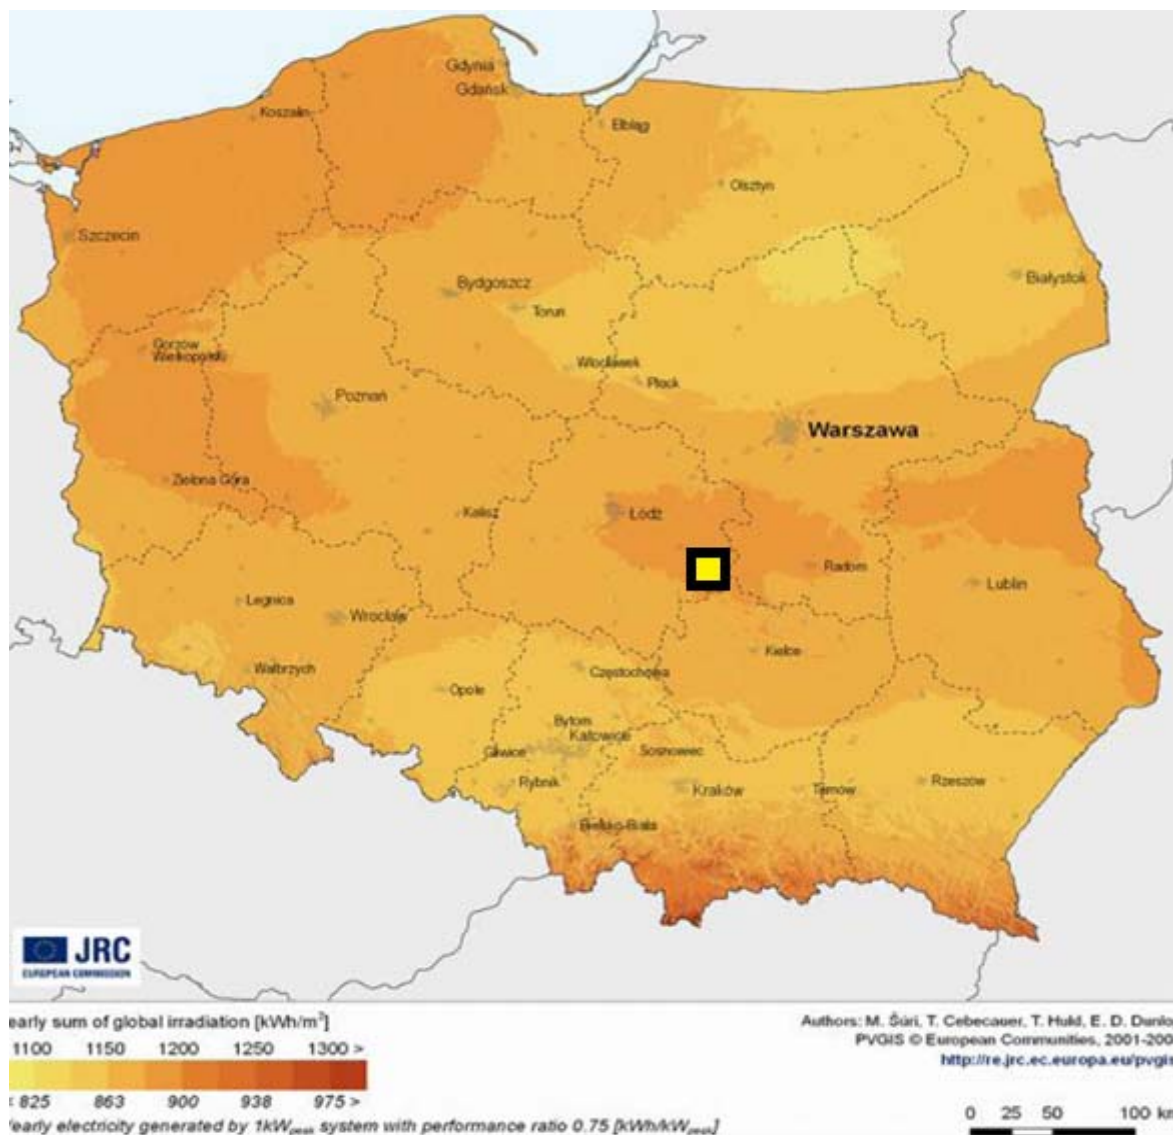 Gdynia
Gdańsk
Koszalin
Elbląg
Olsztyn
Szczecin
Białystok
Bydgoszcz
Toruń
Gorzów
Wielkopolski
Włocławek
Płock
Poznań
Warszawa
Zielona Góra
Kalisz
Łódź
Radom
Lublin
Legnica
Wrocław
Wałbrzych
Kielce
Częstochowa
Opole
Bytom
Katowice
Gliwice
Sosnowiec
Rybnik
Kraków
Tarnów
Rzeszów
Bielsko-Biała
JRC
EUROPEAN COMMISSION
early sum of global irradiation [kWh/m²]
1100 1150 1200 1250 1300 >
< 825 863 900 938 975 >
Yearly electricity generated by 1kWpeak system with performance ratio 0.75 [kWh/kWpeak]
Authors: M. Šúri, T. Cebecauer, T. Huld, E. D. Dunlo
PVGIS © European Communities, 2001-200
http://re.jrc.ec.europa.eu/pvgis
0 25 50 100 km